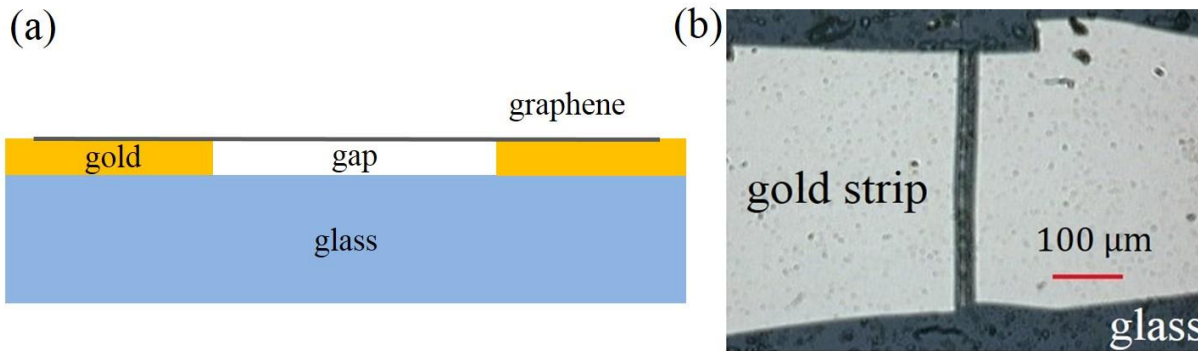 (a)
graphene
gold
gap
glass
(b)
gold strip
100 μm
glass